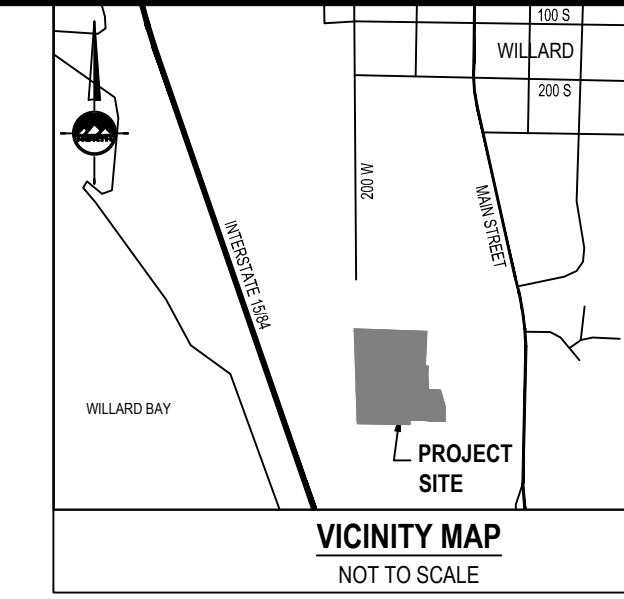 100 S
WILLARD
200 S
200 W
MAIN STREET
INTERSTATE 15/84
WILLARD BAY
PROJECT
SITE
VICINITY MAP
NOT TO SCALE